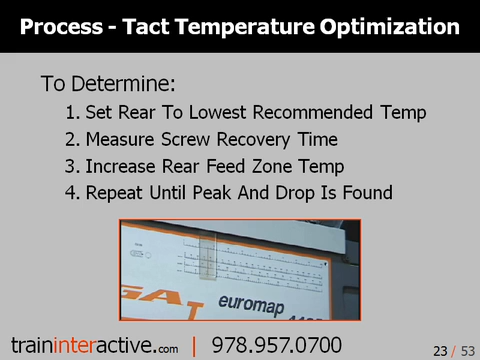 Process - Tact Temperature Optimization
To Determine:
1. Set Rear To Lowest Recommended Temp
2. Measure Screw Recovery Time
3. Increase Rear Feed Zone Temp
4. Repeat Until Peak And Drop Is Found
euromap
traininteractive.com | 978.957.0700
23 / 53